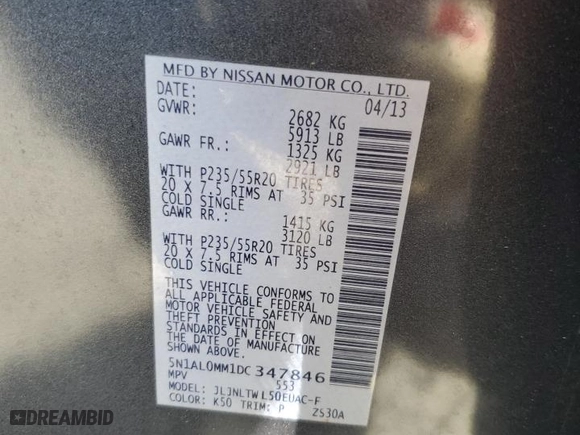 MFD BY NISSAN MOTOR CO., LTD.
DATE: 04/13
GVWR: 2682 KG
5913 LB
GAWR FR.: 1325 KG
2921 LB
WITH P235/55R20 TIRES
20 X 7.5 RIMS AT 35 PSI
COLD SINGLE
GAWR RR.: 1415 KG
3120 LB
WITH P235/55R20 TIRES
20 X 7.5 RIMS AT 35 PSI
COLD SINGLE
THIS VEHICLE CONFORMS TO
ALL APPLICABLE FEDERAL
MOTOR VEHICLE SAFETY AND
THEFT PREVENTION
STANDARDS IN EFFECT ON
THE DATE OF MANUFACTURE
SHOWN ABOVE.
5N1AL0MM1DC347846
MPV 553
MODEL: JLJNLTWL50EUAC-F
COLOR: K50 TRIM: P ZS30A
DREAMBID